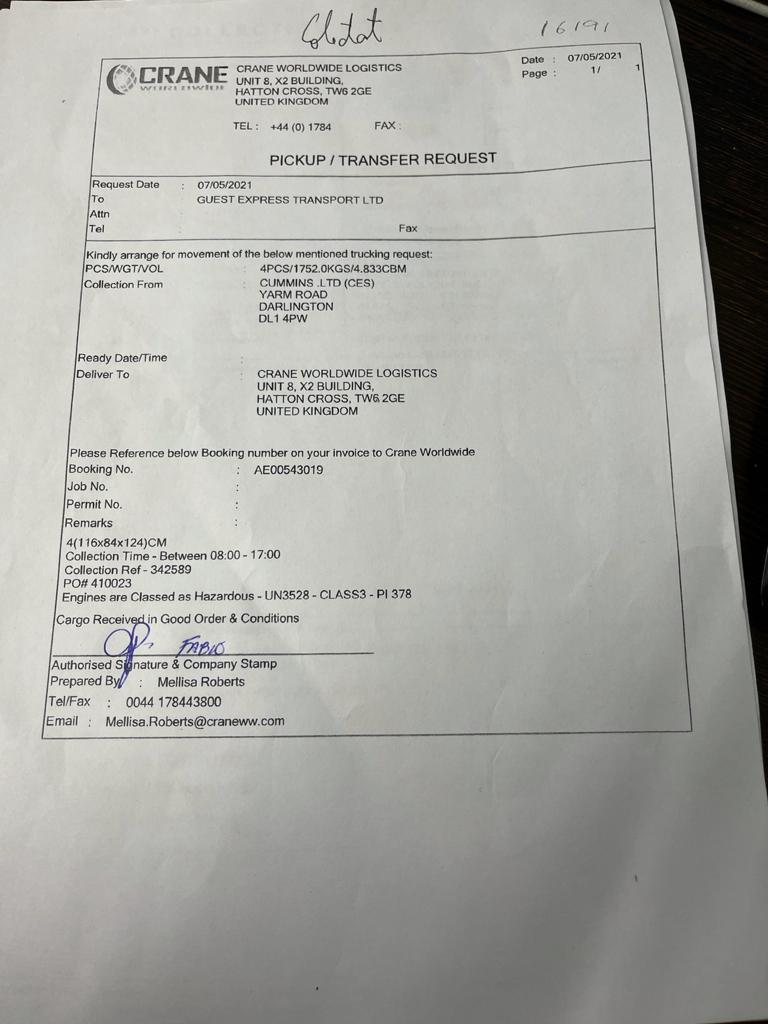 16191
CRANE
WORLDWIDE
CRANE WORLDWIDE LOGISTICS
UNIT 8, X2 BUILDING,
HATTON CROSS, TW6 2GE
UNITED KINGDOM
Date : 07/05/2021
Page : 1/ 1
TEL : +44 (0) 1784 FAX :
PICKUP / TRANSFER REQUEST
Request Date : 07/05/2021
To GUEST EXPRESS TRANSPORT LTD
Attn
Tel Fax
Kindly arrange for movement of the below mentioned trucking request:
PCS/WGT/VOL : 4PCS/1752.0KGS/4.833CBM
Collection From : CUMMINS .LTD (CES)
YARM ROAD
DARLINGTON
DL1 4PW
Ready Date/Time :
Deliver To : CRANE WORLDWIDE LOGISTICS
UNIT 8, X2 BUILDING,
HATTON CROSS, TW6 2GE
UNITED KINGDOM
Please Reference below Booking number on your invoice to Crane Worldwide
Booking No. : AE00543019
Job No. :
Permit No. :
Remarks :
4(116x84x124)CM
Collection Time - Between 08:00 - 17:00
Collection Ref - 342589
PO# 410023
Engines are Classed as Hazardous - UN3528 - CLASS3 - PI 378
Cargo Received in Good Order & Conditions
FABIO
Authorised Signature & Company Stamp
Prepared By : Mellisa Roberts
Tel/Fax : 0044 178443800
Email : Mellisa.Roberts@craneww.com